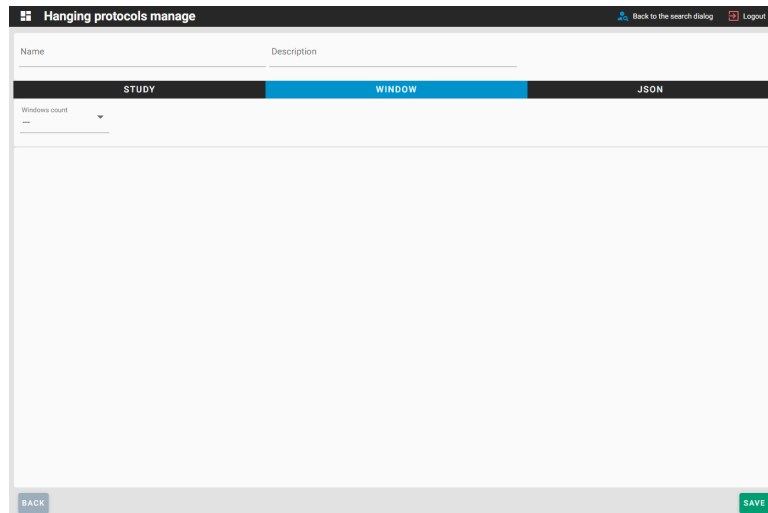 Hanging protocols manage
Back to the search dialog
Logout
Name
Description
STUDY
WINDOW
JSON
Windows count
---
BACK
SAVE